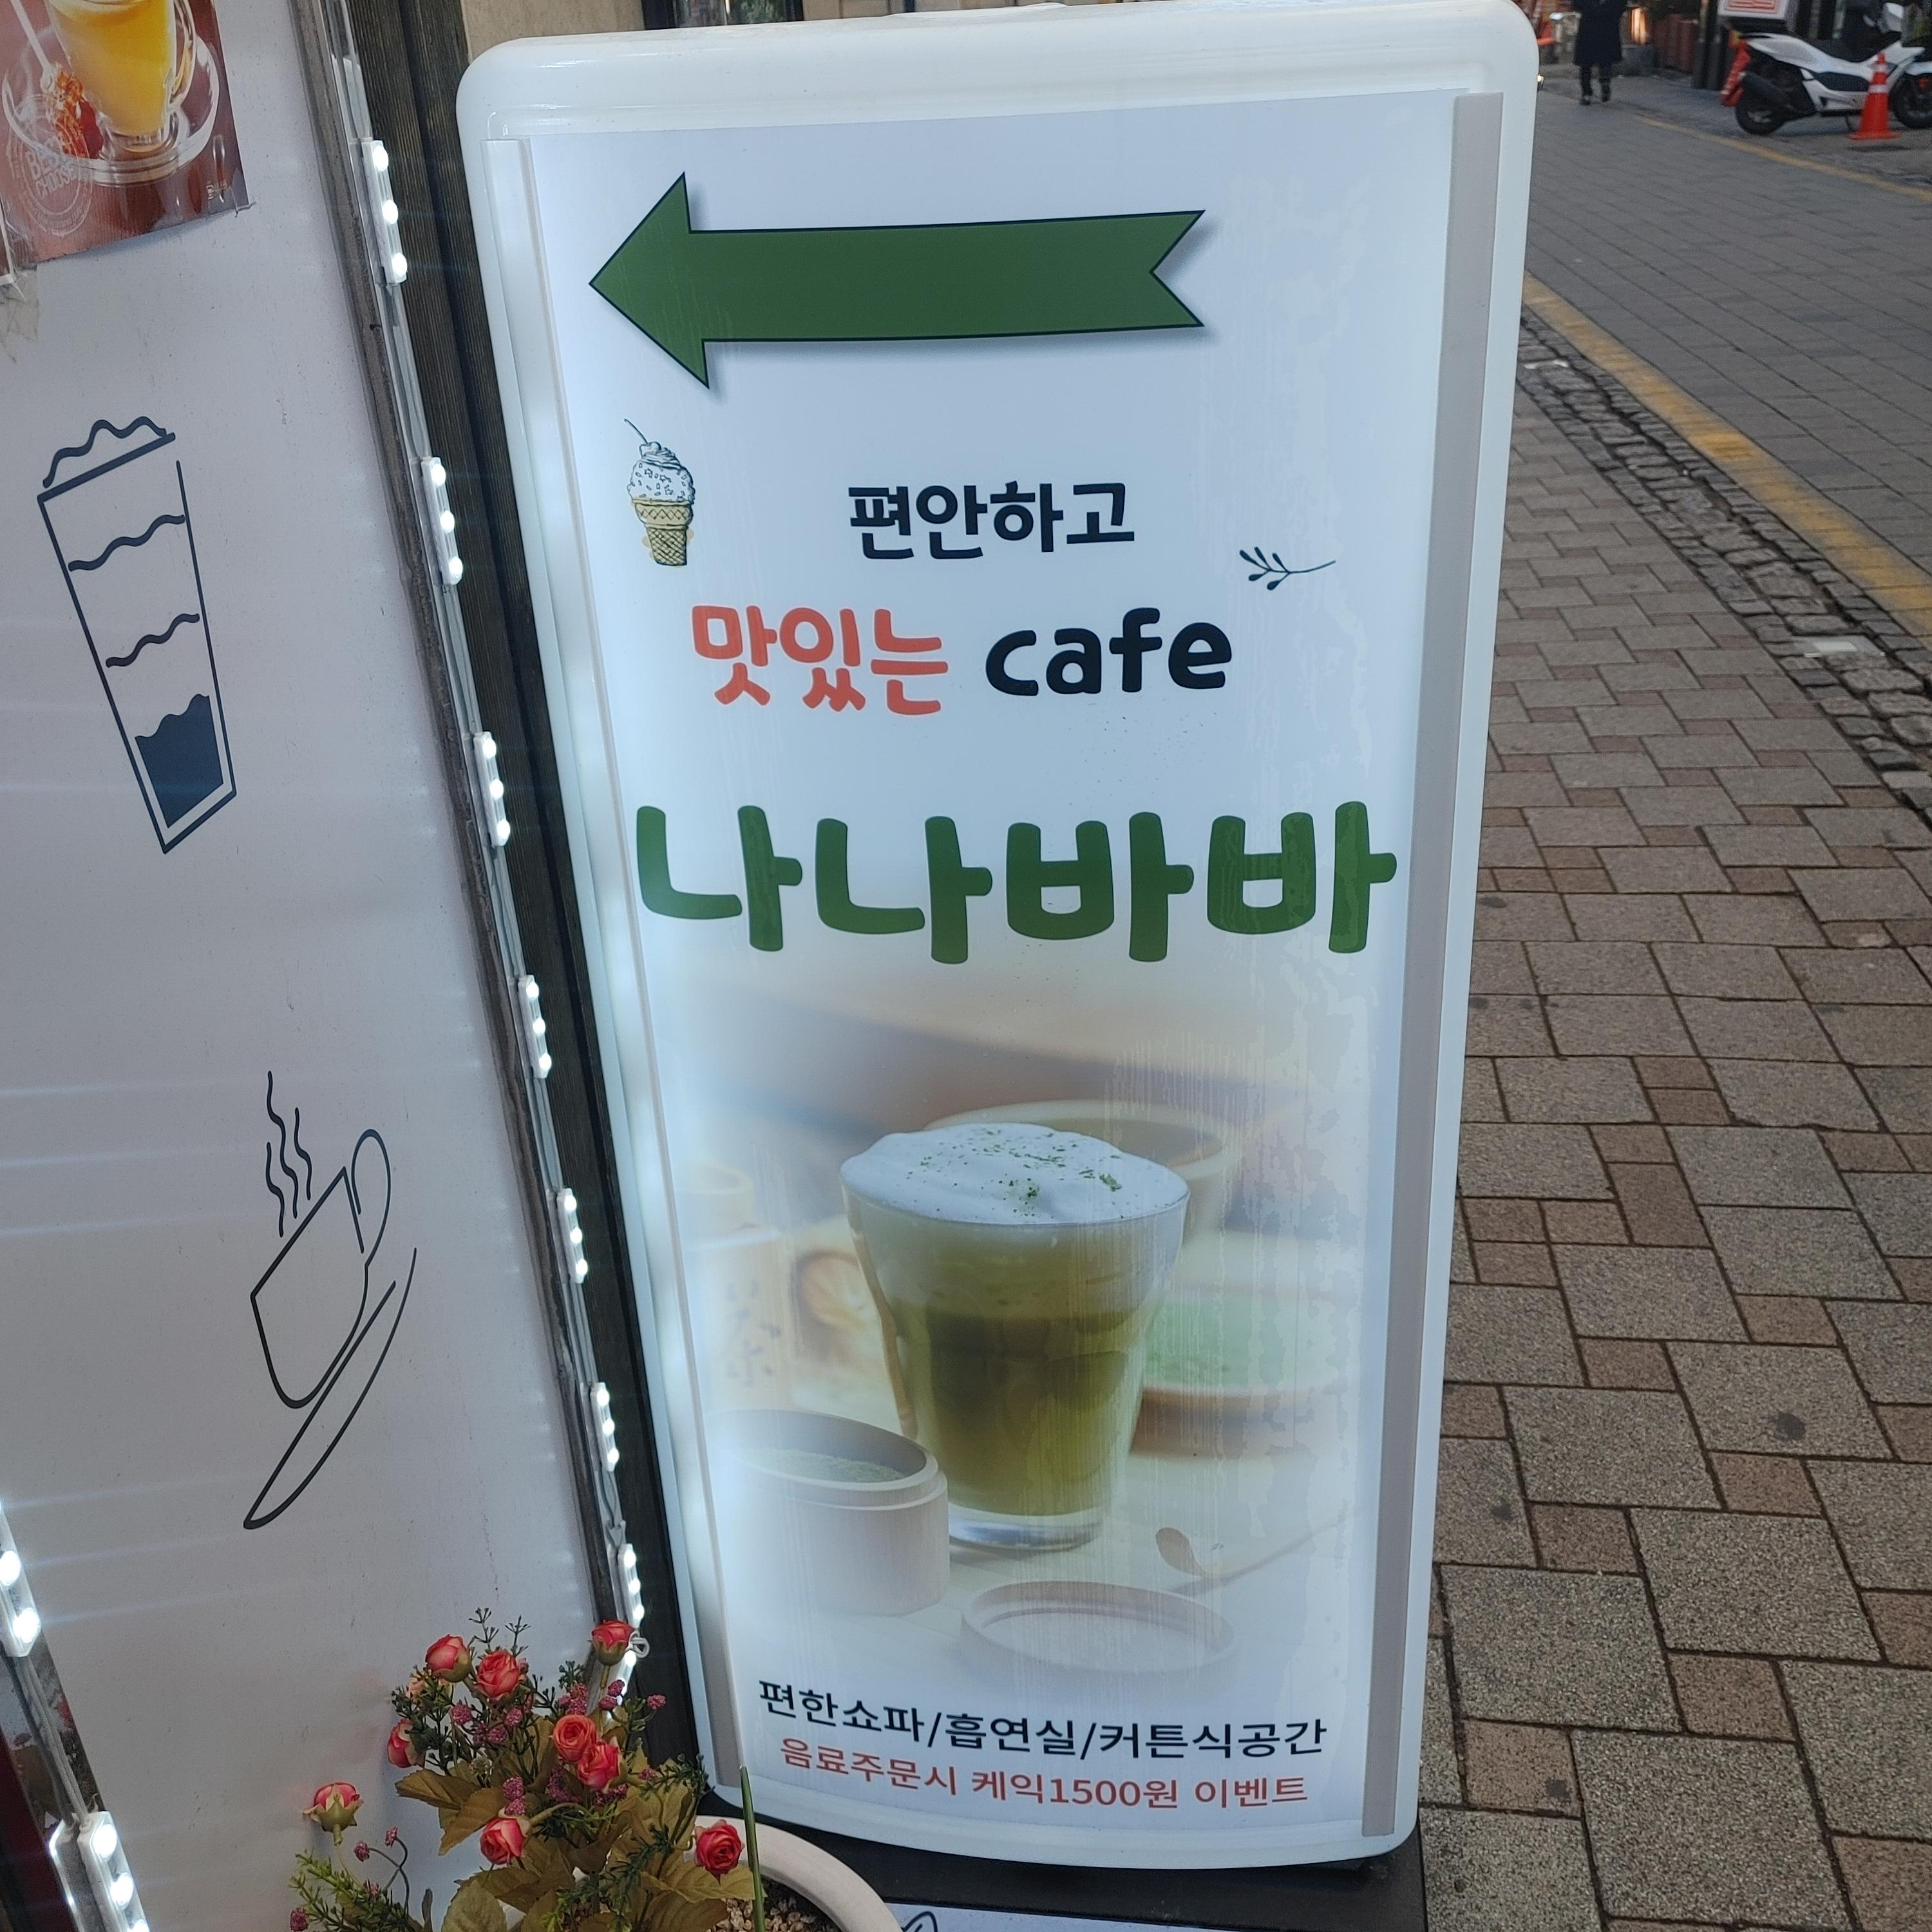 편안하고
맛있는 cafe
나나바바
편한쇼파/흡연실/커튼식공간
음료주문시 케익1500원 이벤트